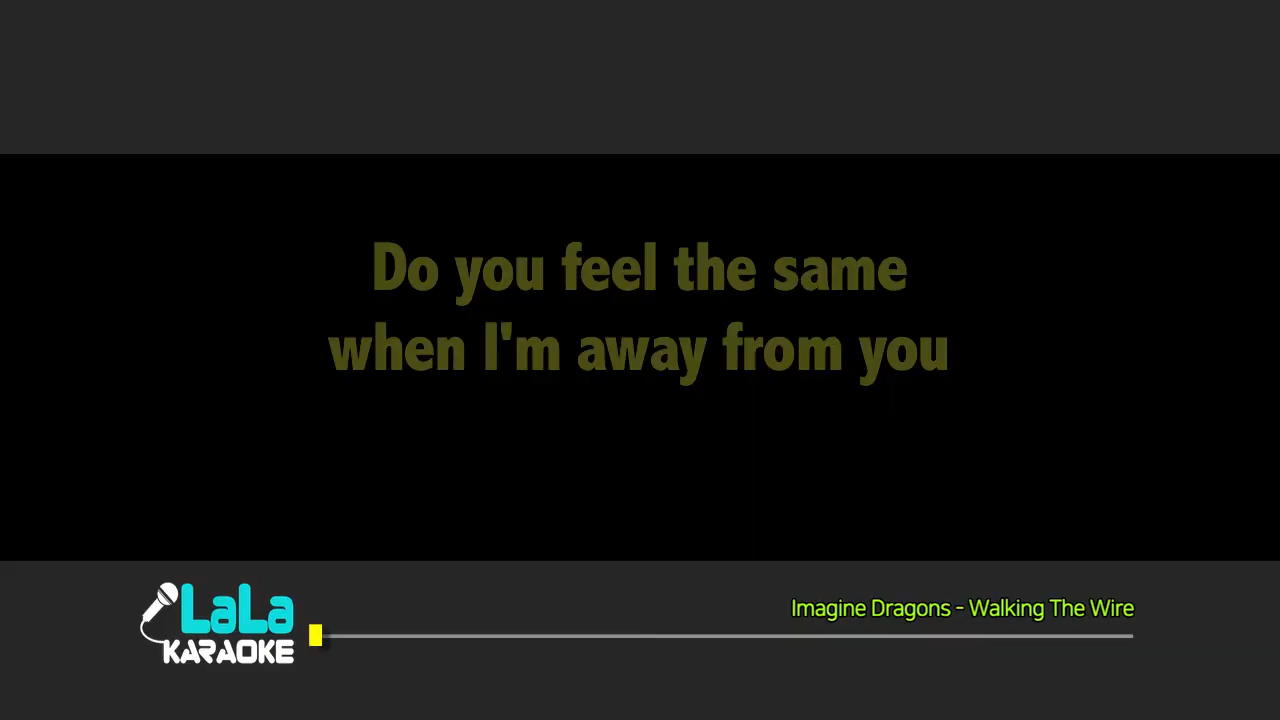 Do you feel the same
when I'm away from you
LaLa
KARAOKE
Imagine Dragons - Walking The Wire